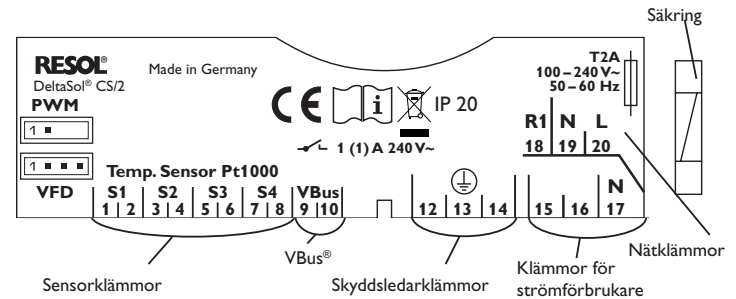 Säkring
RESOL®
DeltaSol® CS/2
Made in Germany
T2A
100 – 240 V~
50 – 60 Hz
PWM
1
CE i IP 20
1 (1) A 240 V~
R1 N L
18 19 20
1
VFD
Temp. Sensor Pt1000
S1 S2 S3 S4 VBus
1 2 3 4 5 6 7 8 9 10
12 13 14
N
15 16 17
Sensorklämmor
VBus®
Skyddsledarklämmor
Klämmor för
strömförbrukare
Nätklämmor